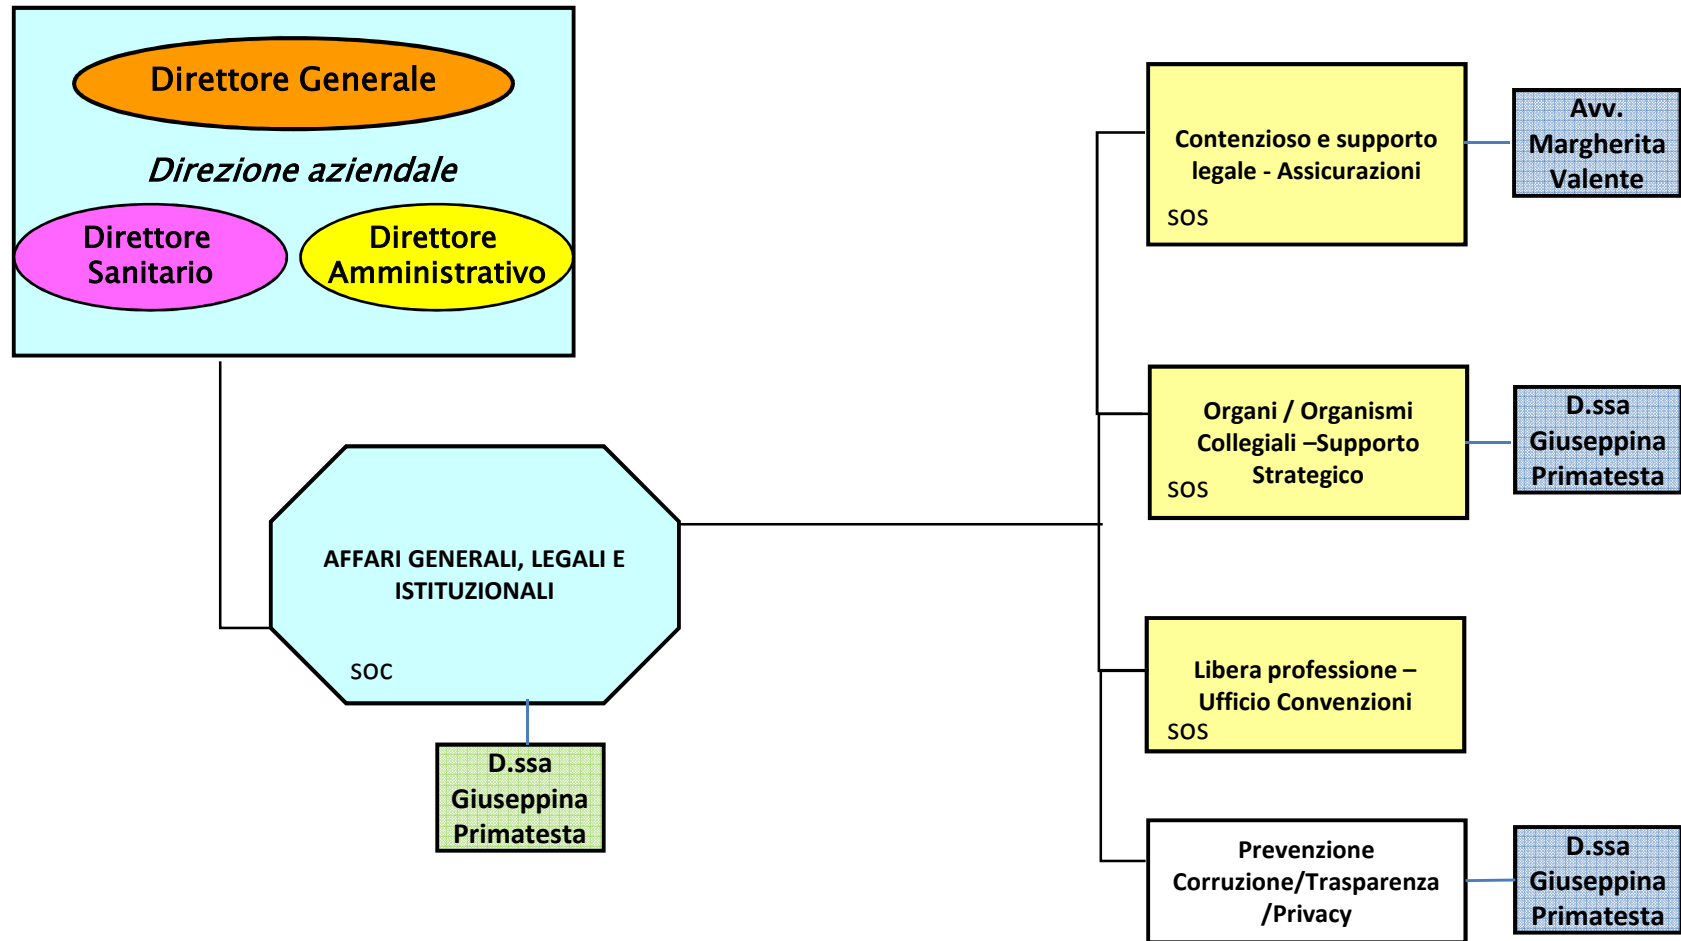 Direttore Generale
Direzione aziendale
Direttore
Sanitario
Direttore
Amministrativo
AFFARI GENERALI, LEGALI E
ISTITUZIONALI
SOC
D.ssa
Giuseppina
Primatesta
Contenzioso e supporto
legale - Assicurazioni
SOS
Avv.
Margherita
Valente
Organi / Organismi
Collegiali –Supporto
Strategico
SOS
D.ssa
Giuseppina
Primatesta
Libera professione –
Ufficio Convenzioni
SOS
Prevenzione
Corruzione/Trasparenza
/Privacy
D.ssa
Giuseppina
Primatesta